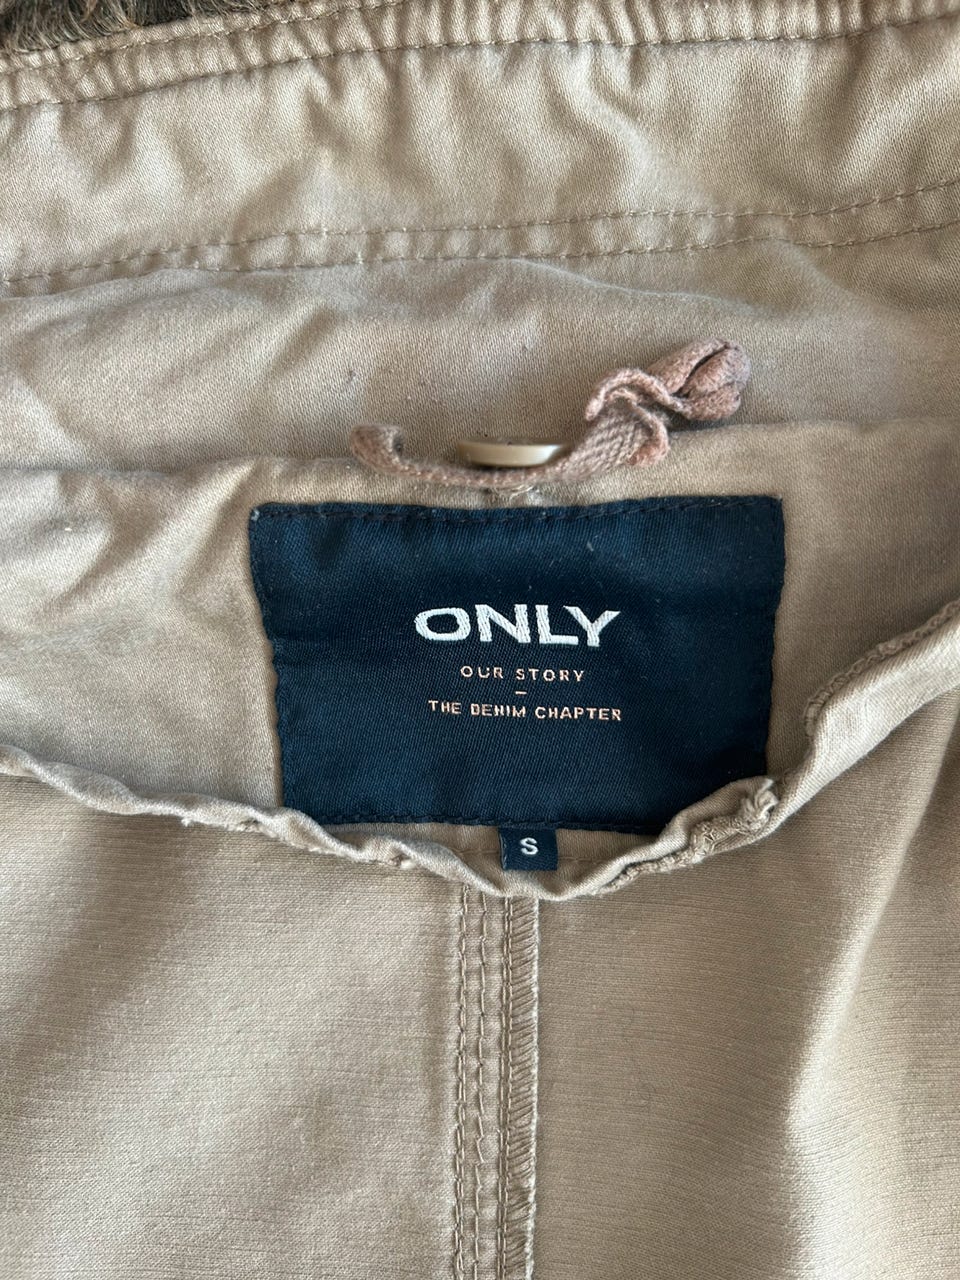 ONLY
OUR STORY
–
THE DENIM CHAPTER
S